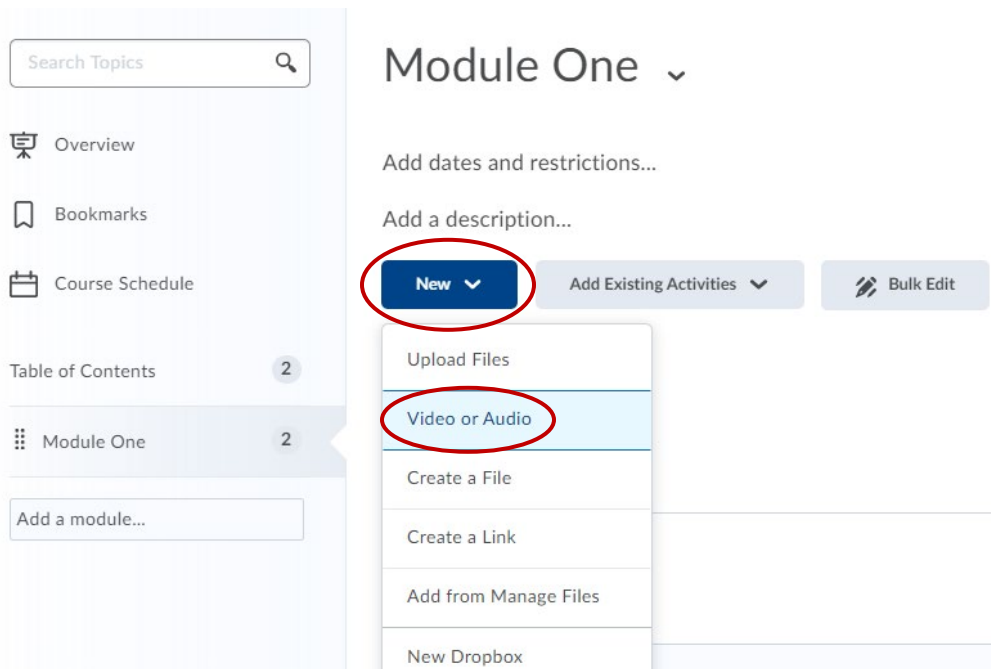 Search Topics
Overview
Bookmarks
Course Schedule
Table of Contents 2
Module One 2
Add a module...
Module One
Add dates and restrictions...
Add a description...
New Add Existing Activities Bulk Edit
Upload Files
Video or Audio
Create a File
Create a Link
Add from Manage Files
New Dropbox